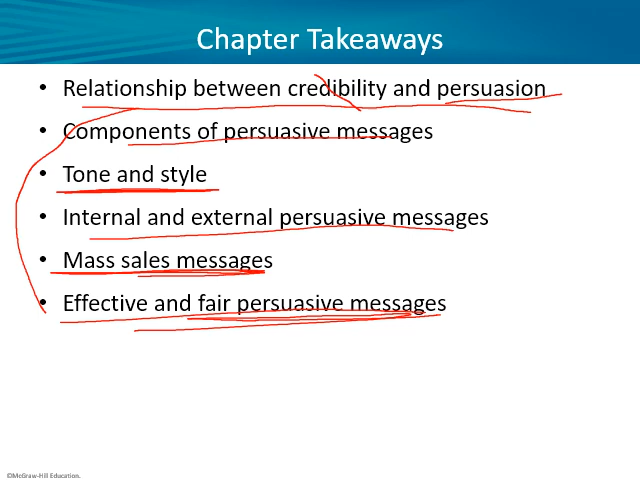 Chapter Takeaways
• Relationship between credibility and persuasion
• Components of persuasive messages
• Tone and style
• Internal and external persuasive messages
• Mass sales messages
• Effective and fair persuasive messages
©McGraw-Hill Education.